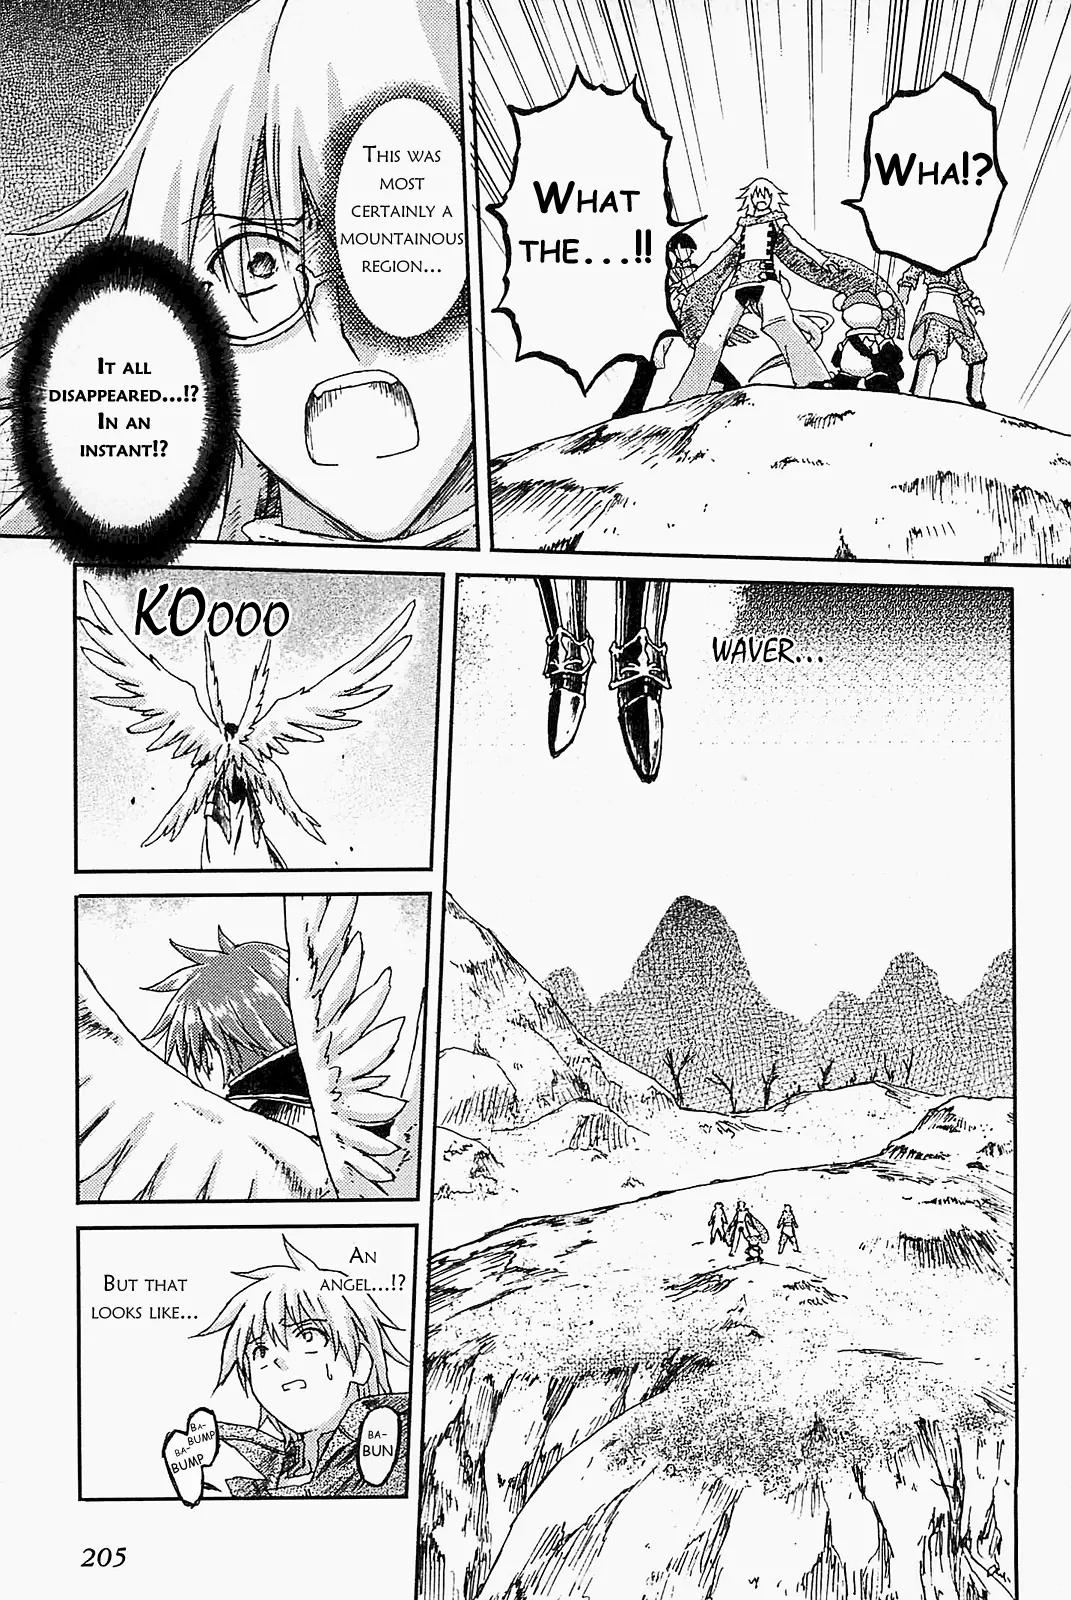 WHA!?
WHAT
THE...!!
THIS WAS
MOST
CERTAINLY A
MOUNTAINOUS
REGION...
IT ALL
DISAPPEARED...!?
IN AN
INSTANT!?
WAVER...
KOOOO
AN
ANGEL...!?
BUT THAT
LOOKS LIKE...
BA-
BUN
BA-
BUMP
BA-
BUMP
205